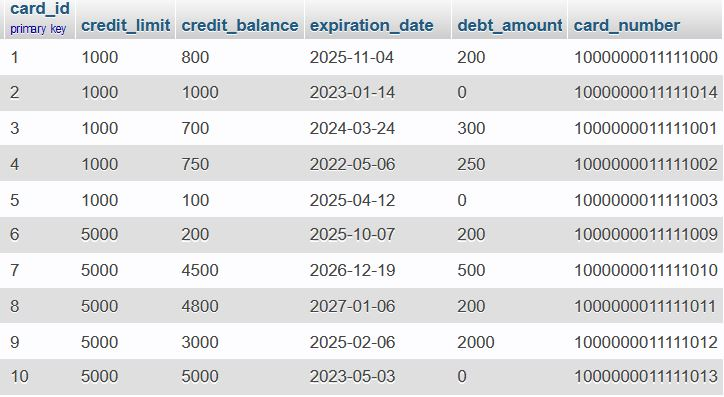 card_id credit_limit credit_balance expiration_date debt_amount card_number
primary key
1 1000 800 2025-11-04 200 1000000011111000
2 1000 1000 2023-01-14 0 1000000011111014
3 1000 700 2024-03-24 300 1000000011111001
4 1000 750 2022-05-06 250 1000000011111002
5 1000 100 2025-04-12 0 1000000011111003
6 5000 200 2025-10-07 200 1000000011111009
7 5000 4500 2026-12-19 500 1000000011111010
8 5000 4800 2027-01-06 200 1000000011111011
9 5000 3000 2025-02-06 2000 1000000011111012
10 5000 5000 2023-05-03 0 1000000011111013